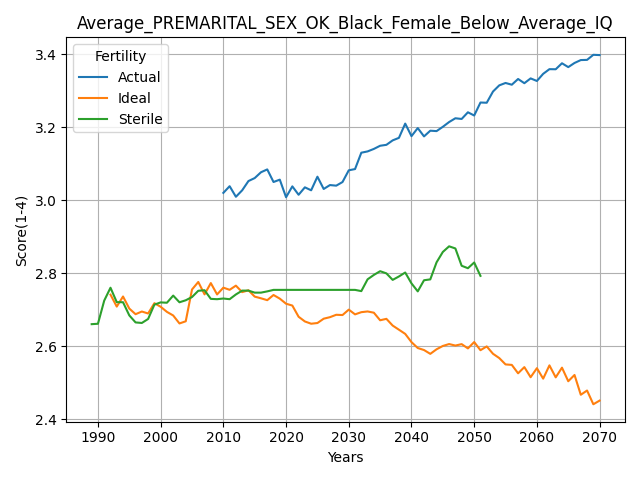 Average_PREMARITAL_SEX_OK_Black_Female_Below_Average_IQ
Fertility
Actual
Ideal
Sterile
Score(1-4)
3.4
3.2
3.0
2.8
2.6
2.4
1990 2000 2010 2020 2030 2040 2050 2060 2070
Years